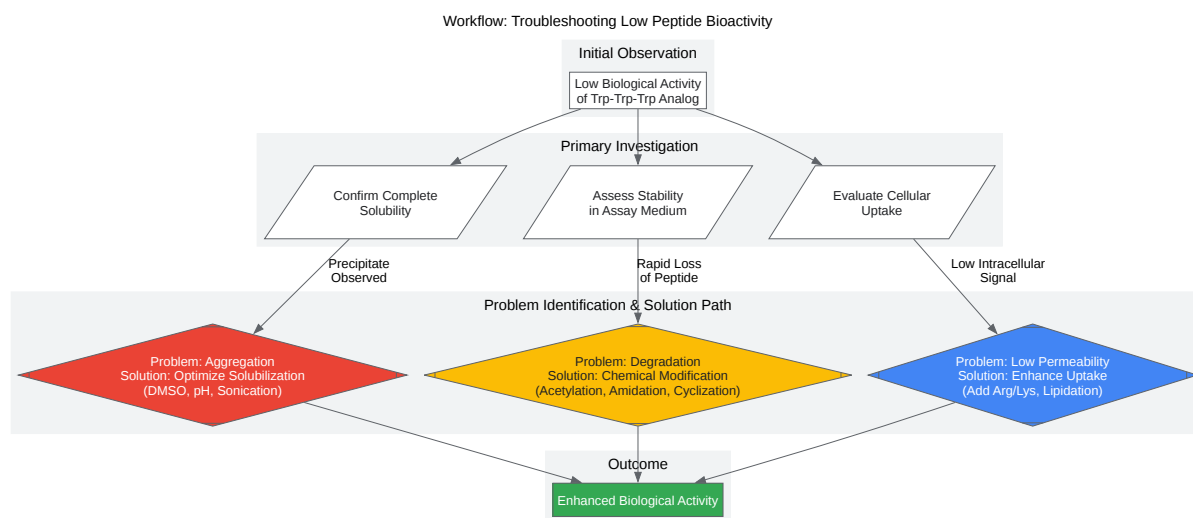 Workflow: Troubleshooting Low Peptide Bioactivity
Initial Observation
Low Biological Activity
of Trp-Trp-Trp Analog
Primary Investigation
Confirm Complete
Solubility
Assess Stability
in Assay Medium
Evaluate Cellular
Uptake
Precipitate
Observed
Rapid Loss
of Peptide
Low Intracellular
Signal
Problem Identification & Solution Path
Problem: Aggregation
Solution: Optimize Solubilization
(DMSO, pH, Sonication)
Problem: Degradation
Solution: Chemical Modification
(Acetylation, Amidation, Cyclization)
Problem: Low Permeability
Solution: Enhance Uptake
(Add Arg/Lys, Lipidation)
Outcome
Enhanced Biological Activity